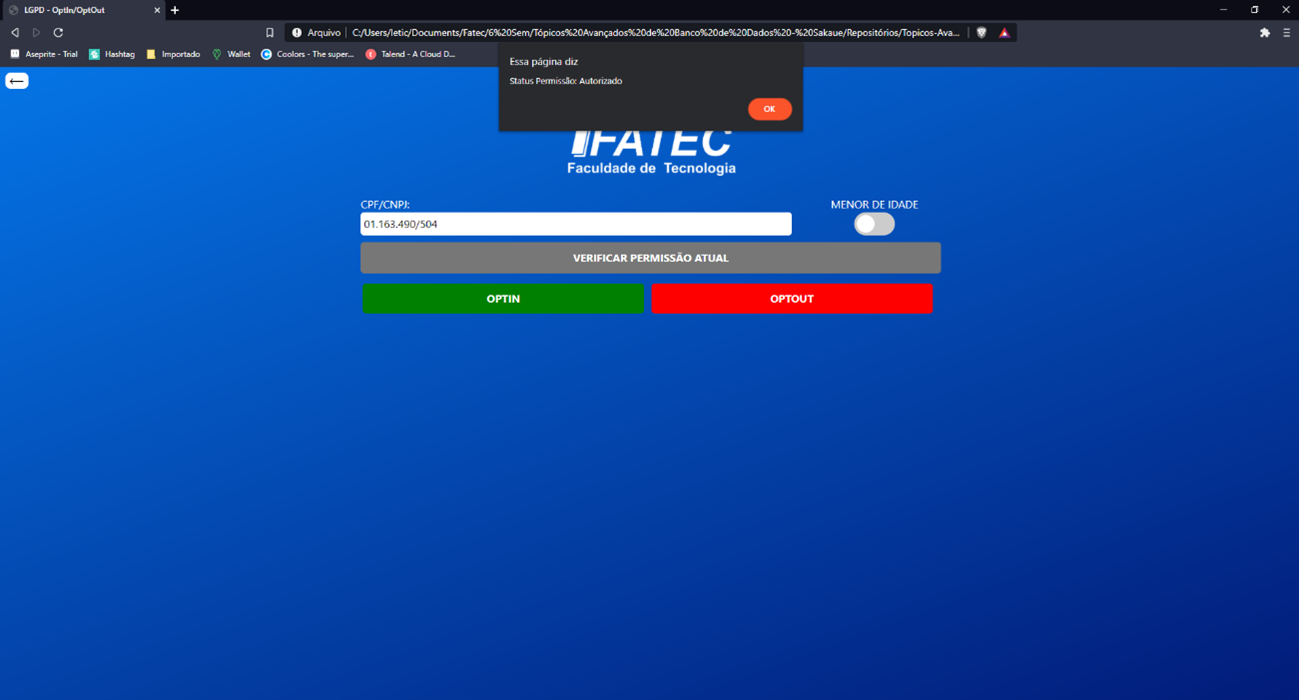 LGPD - OptIn/OptOut
Arquivo C:/Users/letic/Documents/Fatec/6%20Sem/Tópicos%20Avançados%20de%20Banco%20de%20Dados%20-%20Sakaue/Repositórios/Topicos-Ava...
Aseprite - Trial Hashtag Importado Wallet Coolors - The super... Talend - A Cloud D...
Essa página diz
Status Permissão: Autorizado
OK
FATEC
Faculdade de Tecnologia
CPF/CNPJ: MENOR DE IDADE
01.163.490/504
VERIFICAR PERMISSÃO ATUAL
OPTIN OPTOUT